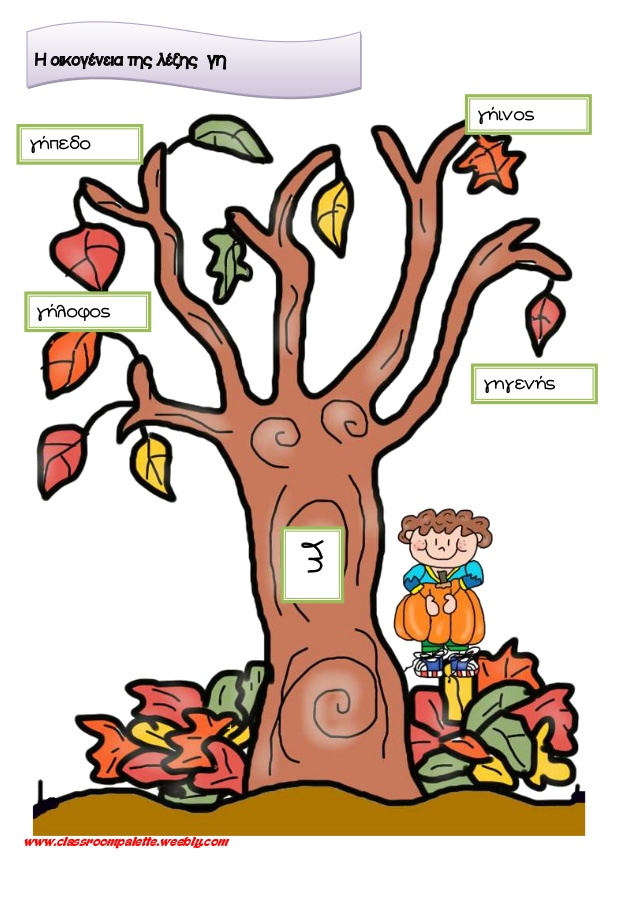 Η οικογένεια της λέξης γη
γήινος
γήπεδο
γήλοφος
γηγενής
γη
www.classroompalette.weebly.com